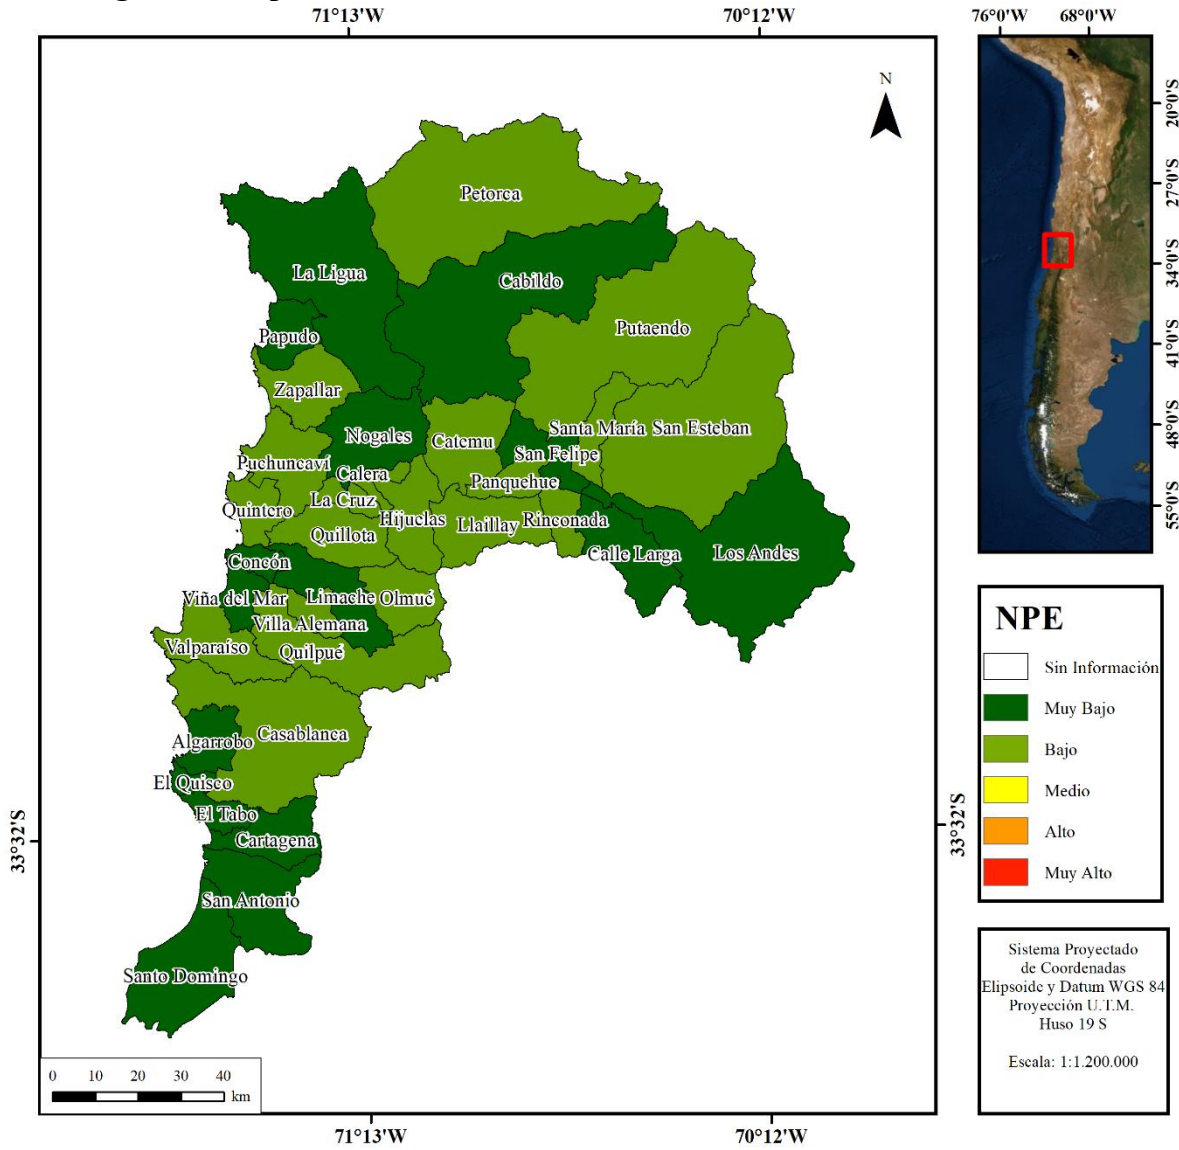 71°13'W
70°12'W
76°0'W
68°0'W
N
20°0'S
27°0'S
34°0'S
41°0'S
48°0'S
55°0'S
Petorca
La Ligua
Cabildo
Papudo
Putaendo
Zapallar
Nogales
Catemu
Santa María
San Esteban
San Felipe
Puchuncaví
Calera
Panquehue
La Cruz
Quintero
Hijuelas
Llaillay
Rinconada
Quillota
Calle Larga
Los Andes
Concón
Viña del Mar
Limache
Olmué
Villa Alemana
Valparaíso
Quilpué
Casablanca
Algarrobo
El Quisco
El Tabo
Cartagena
San Antonio
Santo Domingo
33°32'S
33°32'S
0 10 20 30 40
km
71°13'W
70°12'W
NPE
Sin Información
Muy Bajo
Bajo
Medio
Alto
Muy Alto
Sistema Proyectado
de Coordenadas
Elipsoide y Datum WGS 84
Proyección U.T.M.
Huso 19 S
Escala: 1:1.200.000